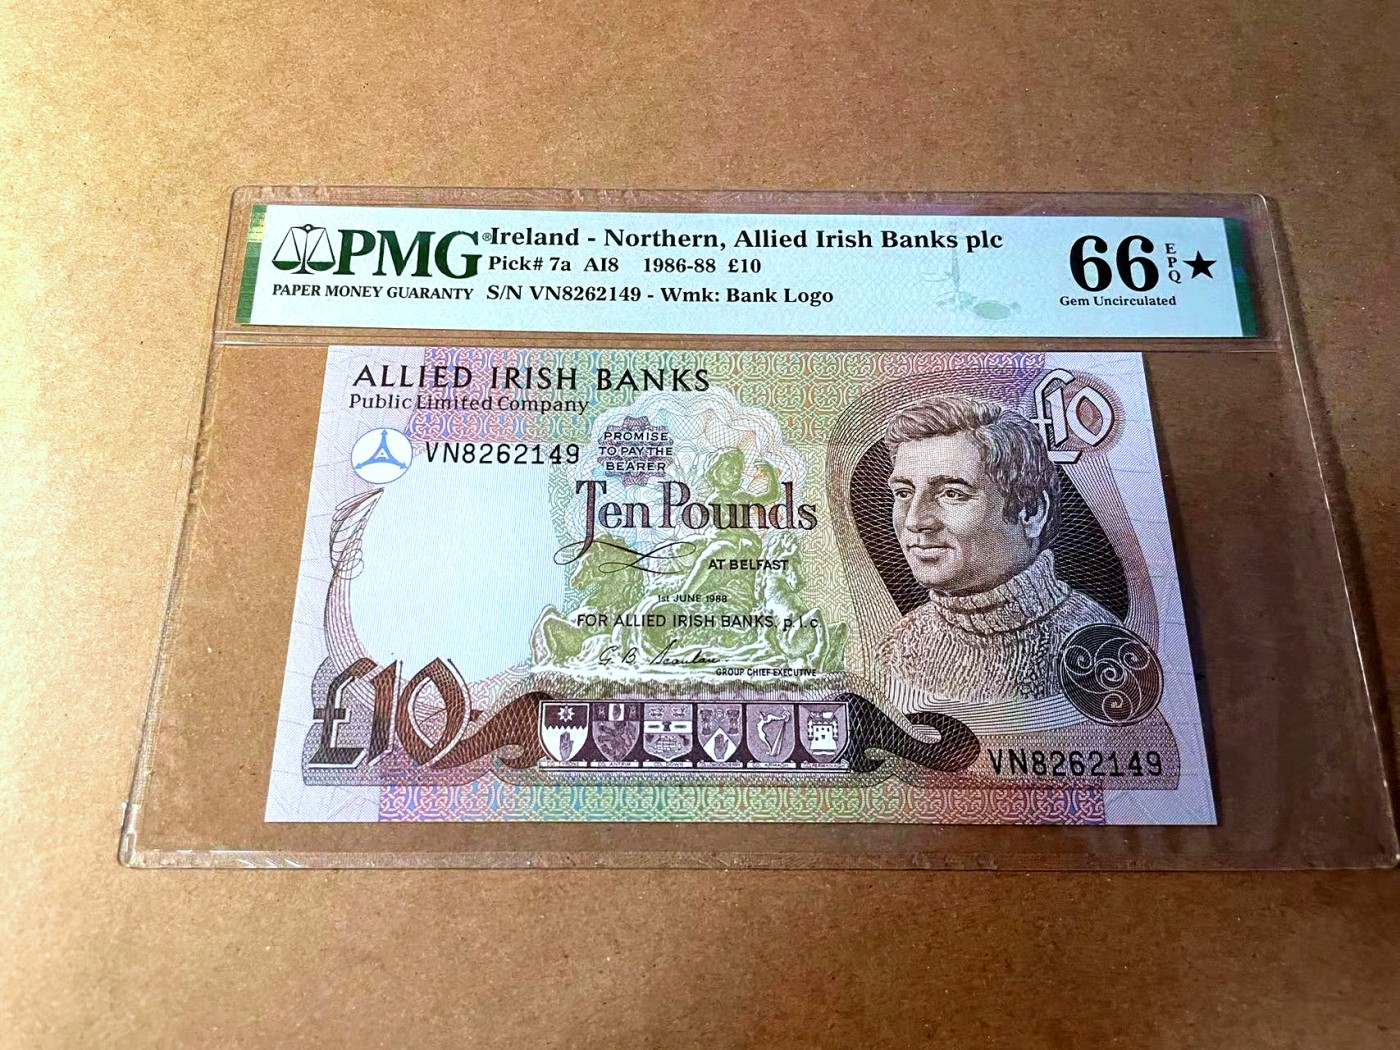 PMG® Ireland - Northern, Allied Irish Banks plc
Pick# 7a AI8 1986-88 £10
PAPER MONEY GUARANTY S/N VN8262149 - Wmk: Bank Logo
66 EPQ ★
Gem Uncirculated
ALLIED IRISH BANKS
Public Limited Company
£10
A
VN8262149
PROMISE
TO PAY THE
BEARER
Ten Pounds
AT BELFAST
1st JUNE 1988
FOR ALLIED IRISH BANKS, p.l.c.
G B Scanlan
GROUP CHIEF EXECUTIVE
£10
VN8262149